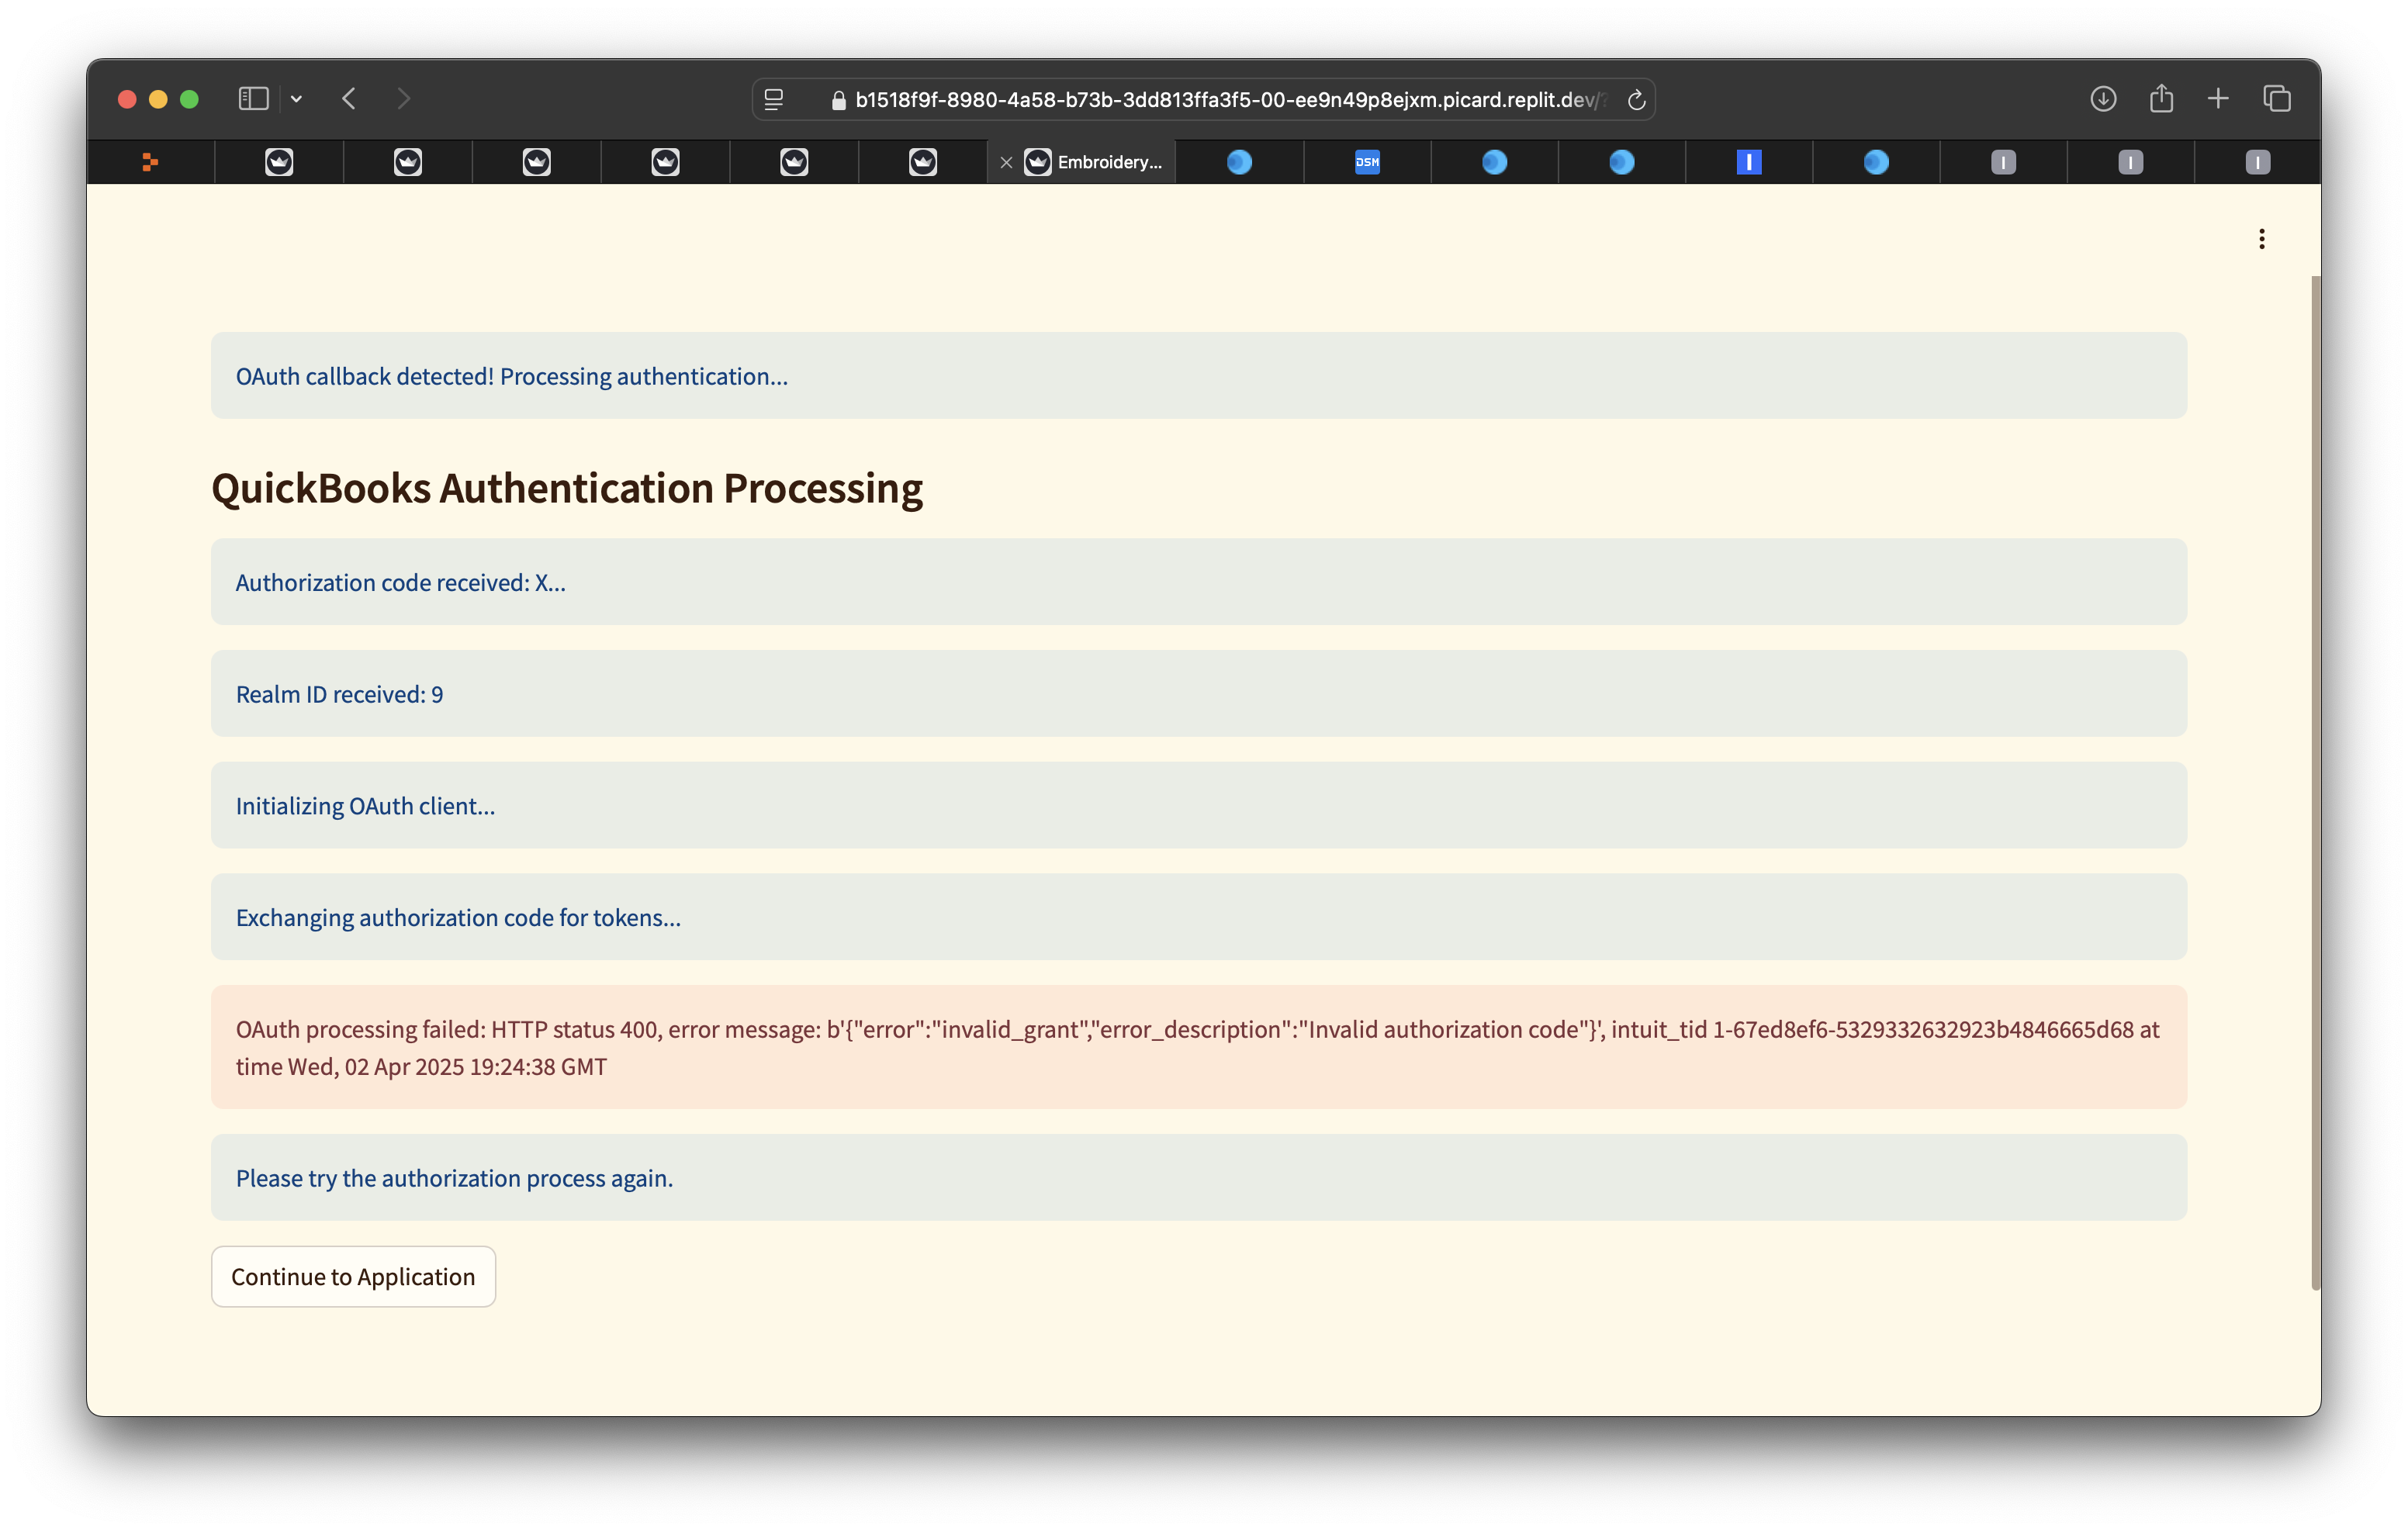 b1518f9f-8980-4a58-b73b-3dd813ffa3f5-00-ee9n49p8ejxm.picard.replit.dev/?
Embroidery...
DSM
I
I
I
I
OAuth callback detected! Processing authentication...
QuickBooks Authentication Processing
Authorization code received: X...
Realm ID received: 9
Initializing OAuth client...
Exchanging authorization code for tokens...
OAuth processing failed: HTTP status 400, error message: b'{"error":"invalid_grant","error_description":"Invalid authorization code"}', intuit_tid 1-67ed8ef6-5329332632923b4846665d68 at
time Wed, 02 Apr 2025 19:24:38 GMT
Please try the authorization process again.
Continue to Application